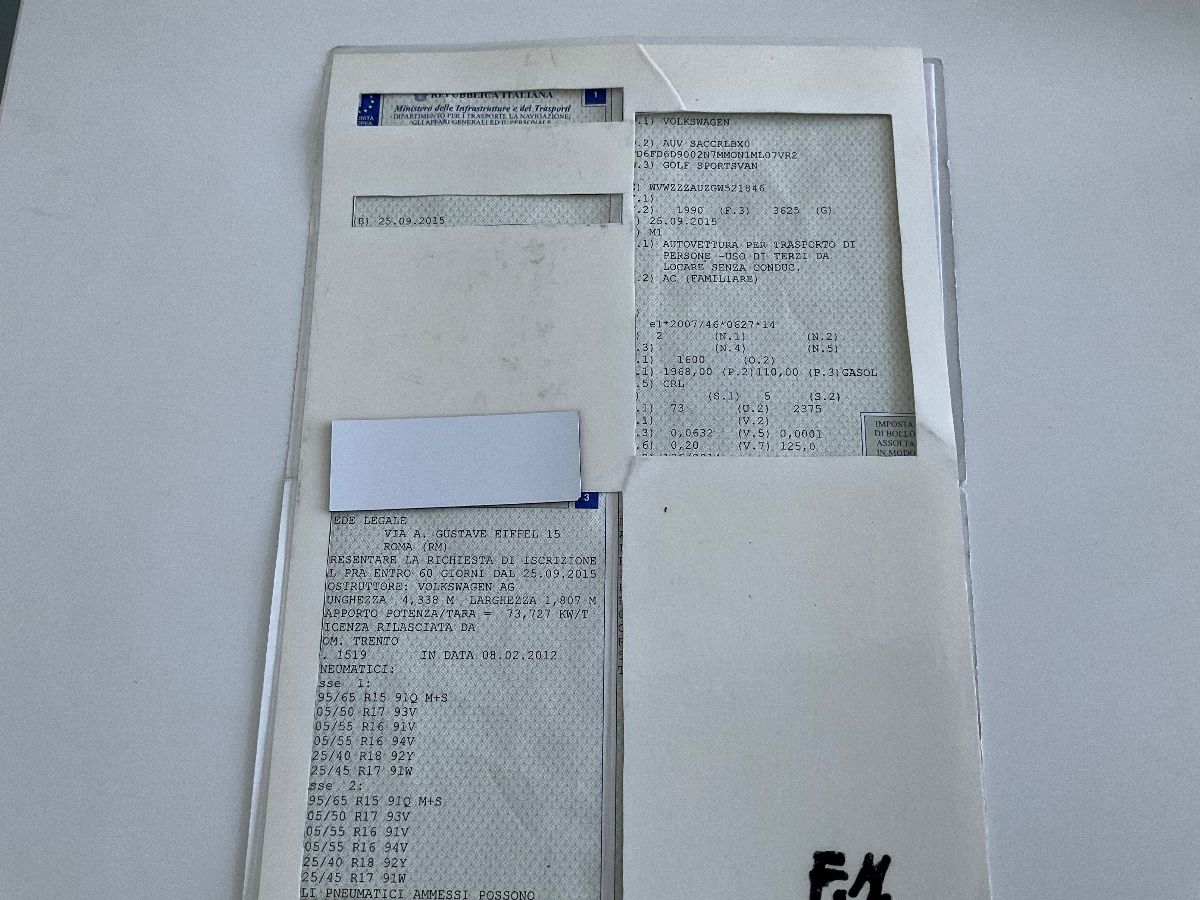 REPUBBLICA ITALIANA
1
Ministero delle Infrastrutture e dei Trasporti
DIPARTIMENTO PER I TRASPORTI, LA NAVIGAZIONE,
GLI AFFARI GENERALI ED IL PERSONALE
(B) 25.09.2015
.1) VOLKSWAGEN
.2) AUV SACCRLBX0
FD6FD6D9002N7MMON1ML07VR2
.3) GOLF SPORTSVAN
) WVWZZZAUZGW521846
.1)
.2) 1990 (F.3) 3625 (G)
) 25.09.2015
) M1
.1) AUTOVETTURA PER TRASPORTO DI
PERSONE -USO DI TERZI DA
LOCARE SENZA CONDUC.
.2) AC (FAMILIARE)
)
e1*2007/46*0627*14
) 2 (N.1) (N.2)
.3) (N.4) (N.5)
.1) 1600 (O.2)
.1) 1968,00 (P.2)110,00 (P.3)GASOL
.5) CRL
) (S.1) 5 (S.2)
.1) 73 (U.2) 2375
.1) (V.2)
.3) 0,0632 (V.5) 0,0001
.6) 0,20 (V.7) 125,0
IMPOSTA
DI BOLLO
ASSOLTA
IN MODO
3
EDE LEGALE
VIA A. GUSTAVE EIFFEL 15
ROMA (RM)
RESENTARE LA RICHIESTA DI ISCRIZIONE
L PRA ENTRO 60 GIORNI DAL 25.09.2015
OSTRUTTORE: VOLKSWAGEN AG
UNGHEZZA 4,338 M LARGHEZZA 1,807 M
APPORTO POTENZA/TARA = 73,727 KW/T
ICENZA RILASCIATA DA
OM. TRENTO
. 1519 IN DATA 08.02.2012
NEUMATICI:
sse 1:
95/65 R15 91Q M+S
05/50 R17 93V
05/55 R16 91V
05/55 R16 94V
25/40 R18 92Y
25/45 R17 91W
sse 2:
95/65 R15 91Q M+S
05/50 R17 93V
05/55 R16 91V
05/55 R16 94V
25/40 R18 92Y
25/45 R17 91W
LI PNEUMATICI AMMESSI POSSONO
F.M